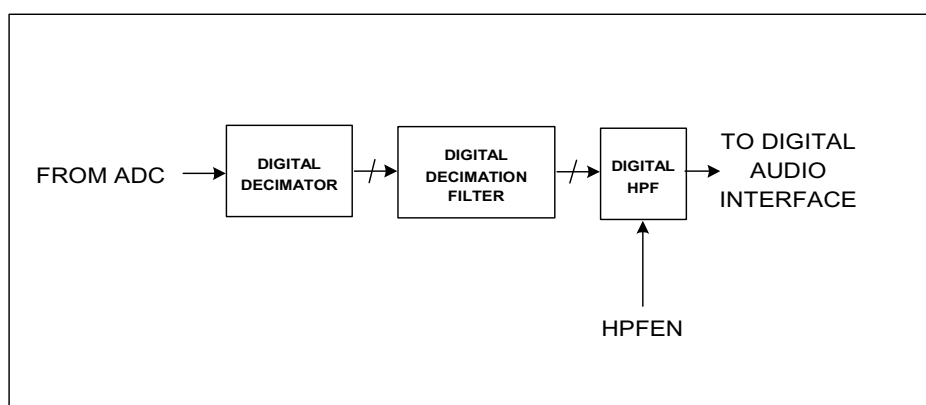 FROM ADC
DIGITAL
DECIMATOR
DIGITAL
DECIMATION
FILTER
DIGITAL
HPF
TO DIGITAL
AUDIO
INTERFACE
HPFEN